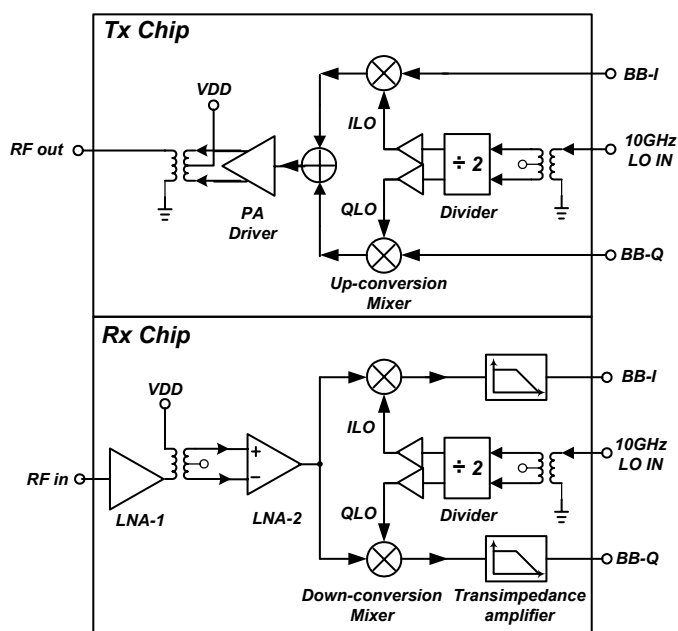 Tx Chip
VDD
BB-I
ILO
RF out
10GHz
LO IN
÷ 2
PA
Driver
QLO
Divider
BB-Q
Up-conversion
Mixer
Rx Chip
VDD
BB-I
ILO
RF in
+
−
10GHz
LO IN
÷ 2
LNA-1
LNA-2
QLO
Divider
BB-Q
Down-conversion
Mixer
Transimpedance
amplifier